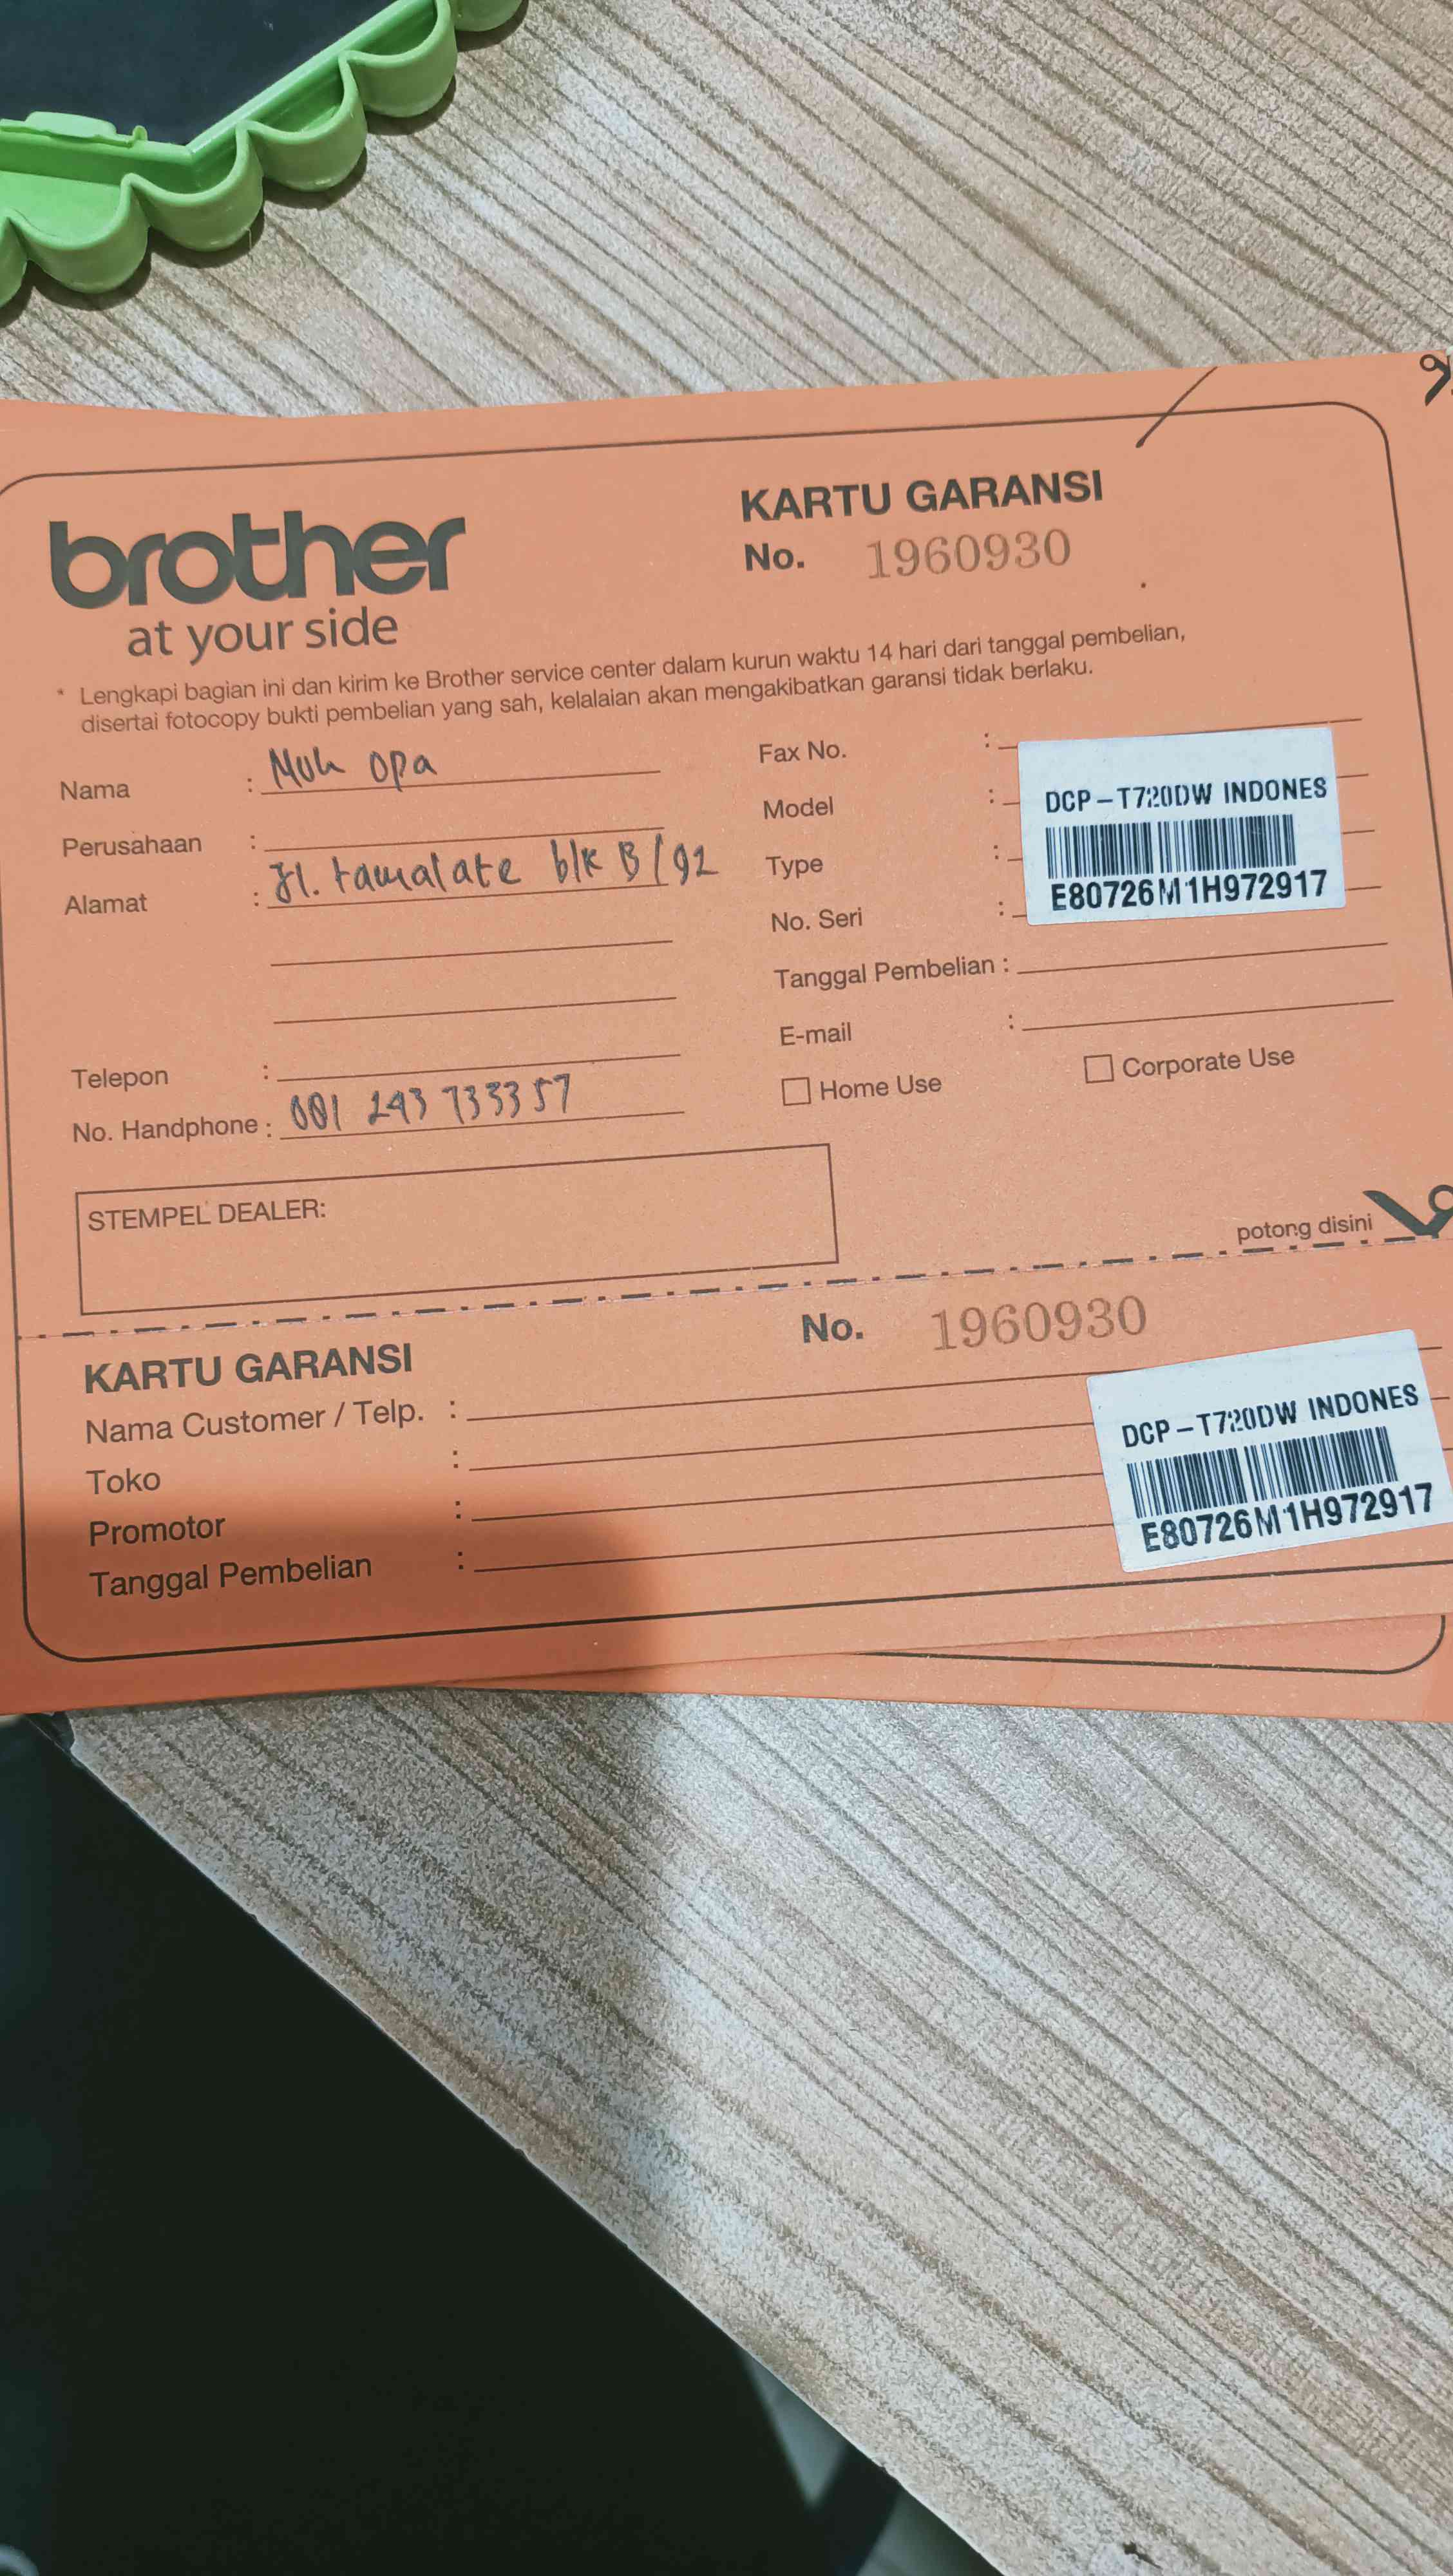 brother
at your side
KARTU GARANSI
No. 1960930
* Lengkapi bagian ini dan kirim ke Brother service center dalam kurun waktu 14 hari dari tanggal pembelian,
disertai fotocopy bukti pembelian yang sah, kelalaian akan mengakibatkan garansi tidak berlaku.
Nama : Muh Opa
Perusahaan :
Alamat : Jl. tamalate blk B/92
Telepon :
No. Handphone : 081 243 733357
Fax No. :
Model :
Type :
No. Seri :
DCP-T720DW INDONES
E80726M1H972917
Tanggal Pembelian :
E-mail :
Home Use
Corporate Use
STEMPEL DEALER:
potong disini
KARTU GARANSI
No. 1960930
Nama Customer / Telp. :
Toko :
Promotor :
Tanggal Pembelian :
DCP-T720DW INDONES
E80726M1H972917